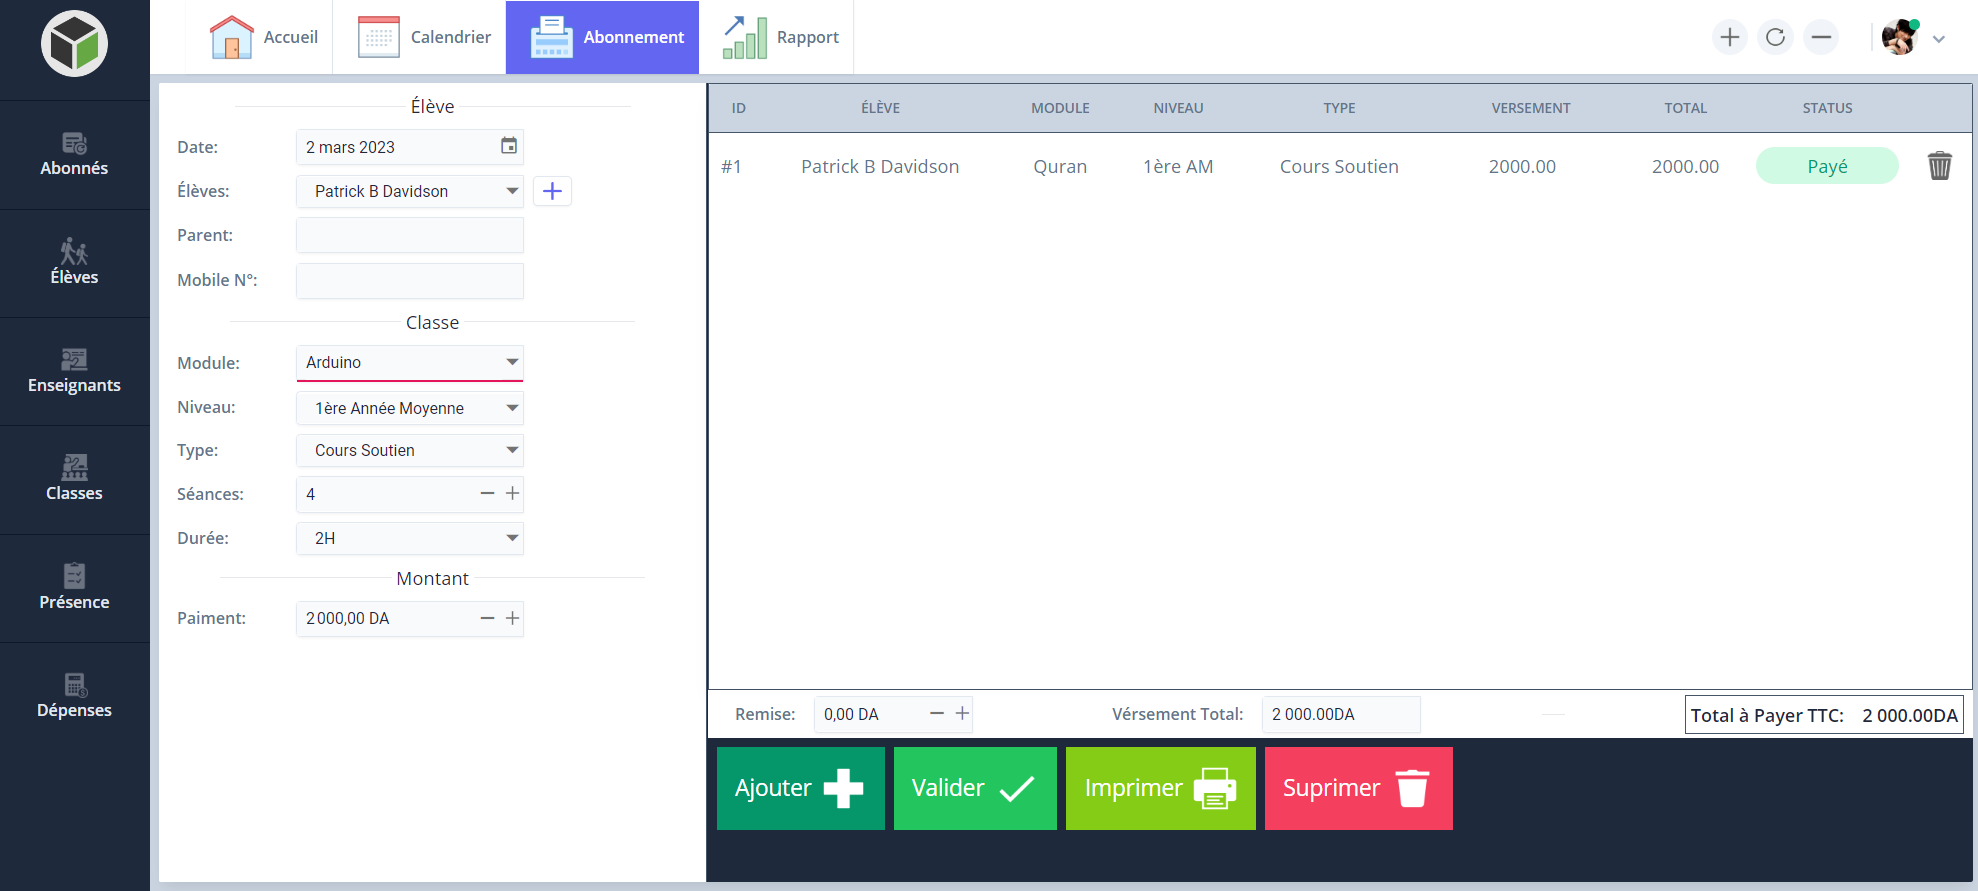 Accueil
Calendrier
Abonnement
Rapport
Abonnés
Élèves
Enseignants
Classes
Présence
Dépenses
Élève
Date: 2 mars 2023
Élèves: Patrick B Davidson
Parent:
Mobile N°:
Classe
Module: Arduino
Niveau: 1ère Année Moyenne
Type: Cours Soutien
Séances: 4
Durée: 2H
Montant
Paiment: 2 000,00 DA
ID ÉLÈVE MODULE NIVEAU TYPE VERSEMENT TOTAL STATUS
#1 Patrick B Davidson Quran 1ère AM Cours Soutien 2000.00 2000.00 Payé
Remise: 0,00 DA Vérsement Total: 2 000.00DA Total à Payer TTC: 2 000.00DA
Ajouter Valider Imprimer Suprimer